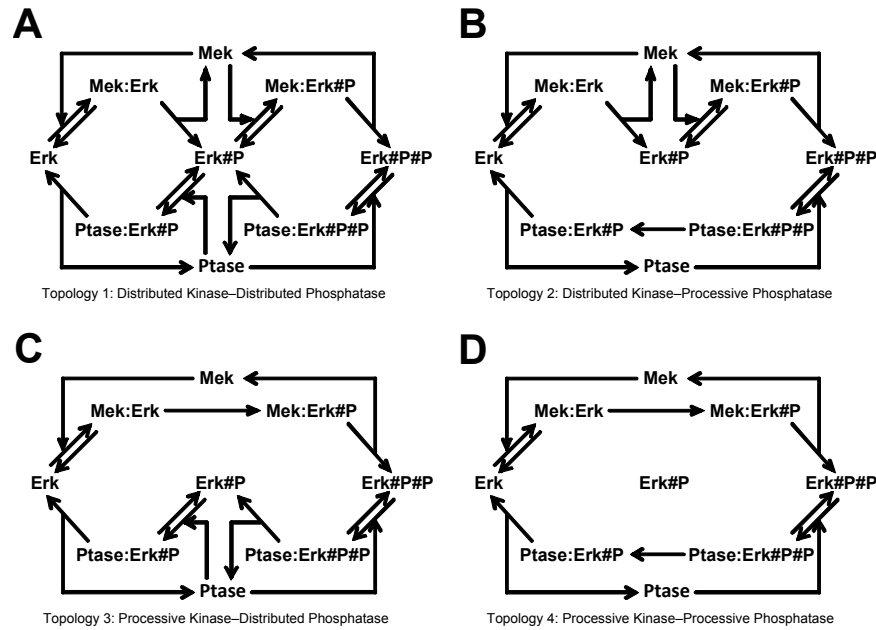 A
B
Mek
Mek
Mek:Erk
Mek:Erk#P
Mek:Erk
Mek:Erk#P
Erk
Erk#P
Erk#P#P
Erk
Erk#P
Erk#P#P
Ptase:Erk#P
Ptase:Erk#P#P
Ptase:Erk#P
Ptase:Erk#P#P
Ptase
Ptase
Topology 1: Distributed Kinase–Distributed Phosphatase
Topology 2: Distributed Kinase–Processive Phosphatase
C
D
Mek
Mek
Mek:Erk
Mek:Erk#P
Mek:Erk
Mek:Erk#P
Erk
Erk#P
Erk#P#P
Erk
Erk#P
Erk#P#P
Ptase:Erk#P
Ptase:Erk#P#P
Ptase:Erk#P
Ptase:Erk#P#P
Ptase
Ptase
Topology 3: Processive Kinase–Distributed Phosphatase
Topology 4: Processive Kinase–Processive Phosphatase